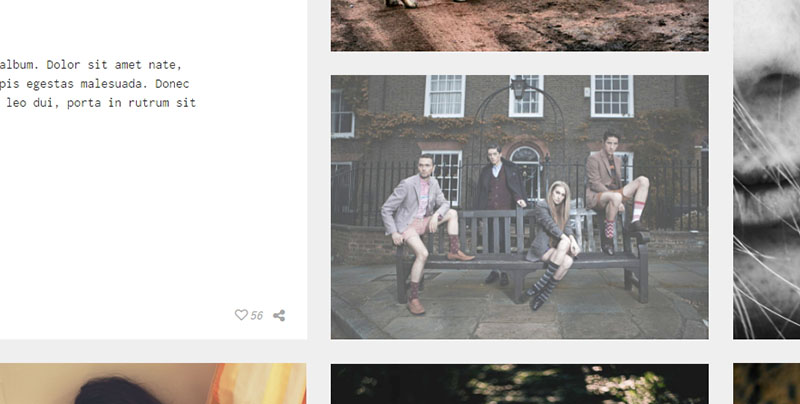 album. Dolor sit amet nate,
pis egestas malesuada. Donec
leo dui, porta in rutrum sit
56